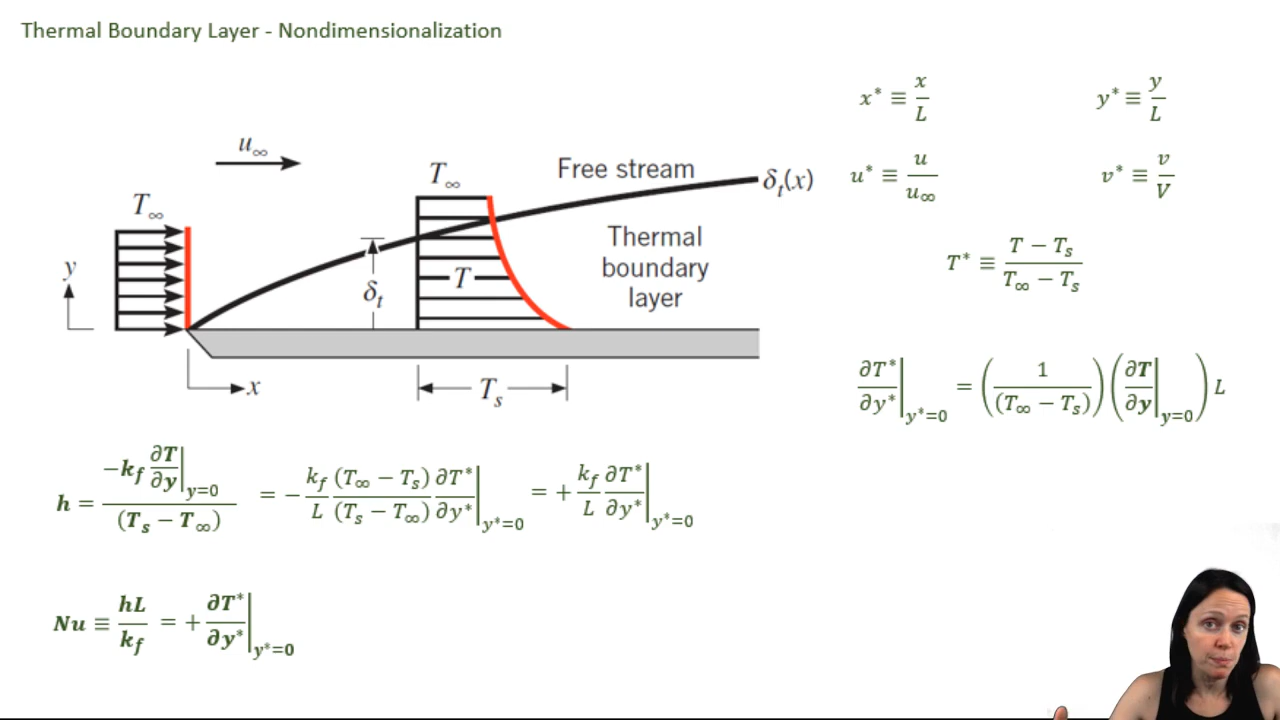 Thermal Boundary Layer - Nondimensionalization
x* ≡ x/L
y* ≡ y/L
u* ≡ u/u∞
v* ≡ v/V
T* ≡ (T − Ts)/(T∞ − Ts)
u∞
T∞
T∞
Free stream
δt(x)
Thermal
boundary
layer
y
δt
T
x
Ts
∂T*/∂y*|y*=0 = (1/(T∞ − Ts)) (∂T/∂y|y=0) L
h = −kf ∂T/∂y|y=0 / (Ts − T∞) = − kf/L (T∞ − Ts)/(Ts − T∞) ∂T*/∂y*|y*=0 = + kf/L ∂T*/∂y*|y*=0
Nu ≡ hL/kf = + ∂T*/∂y*|y*=0